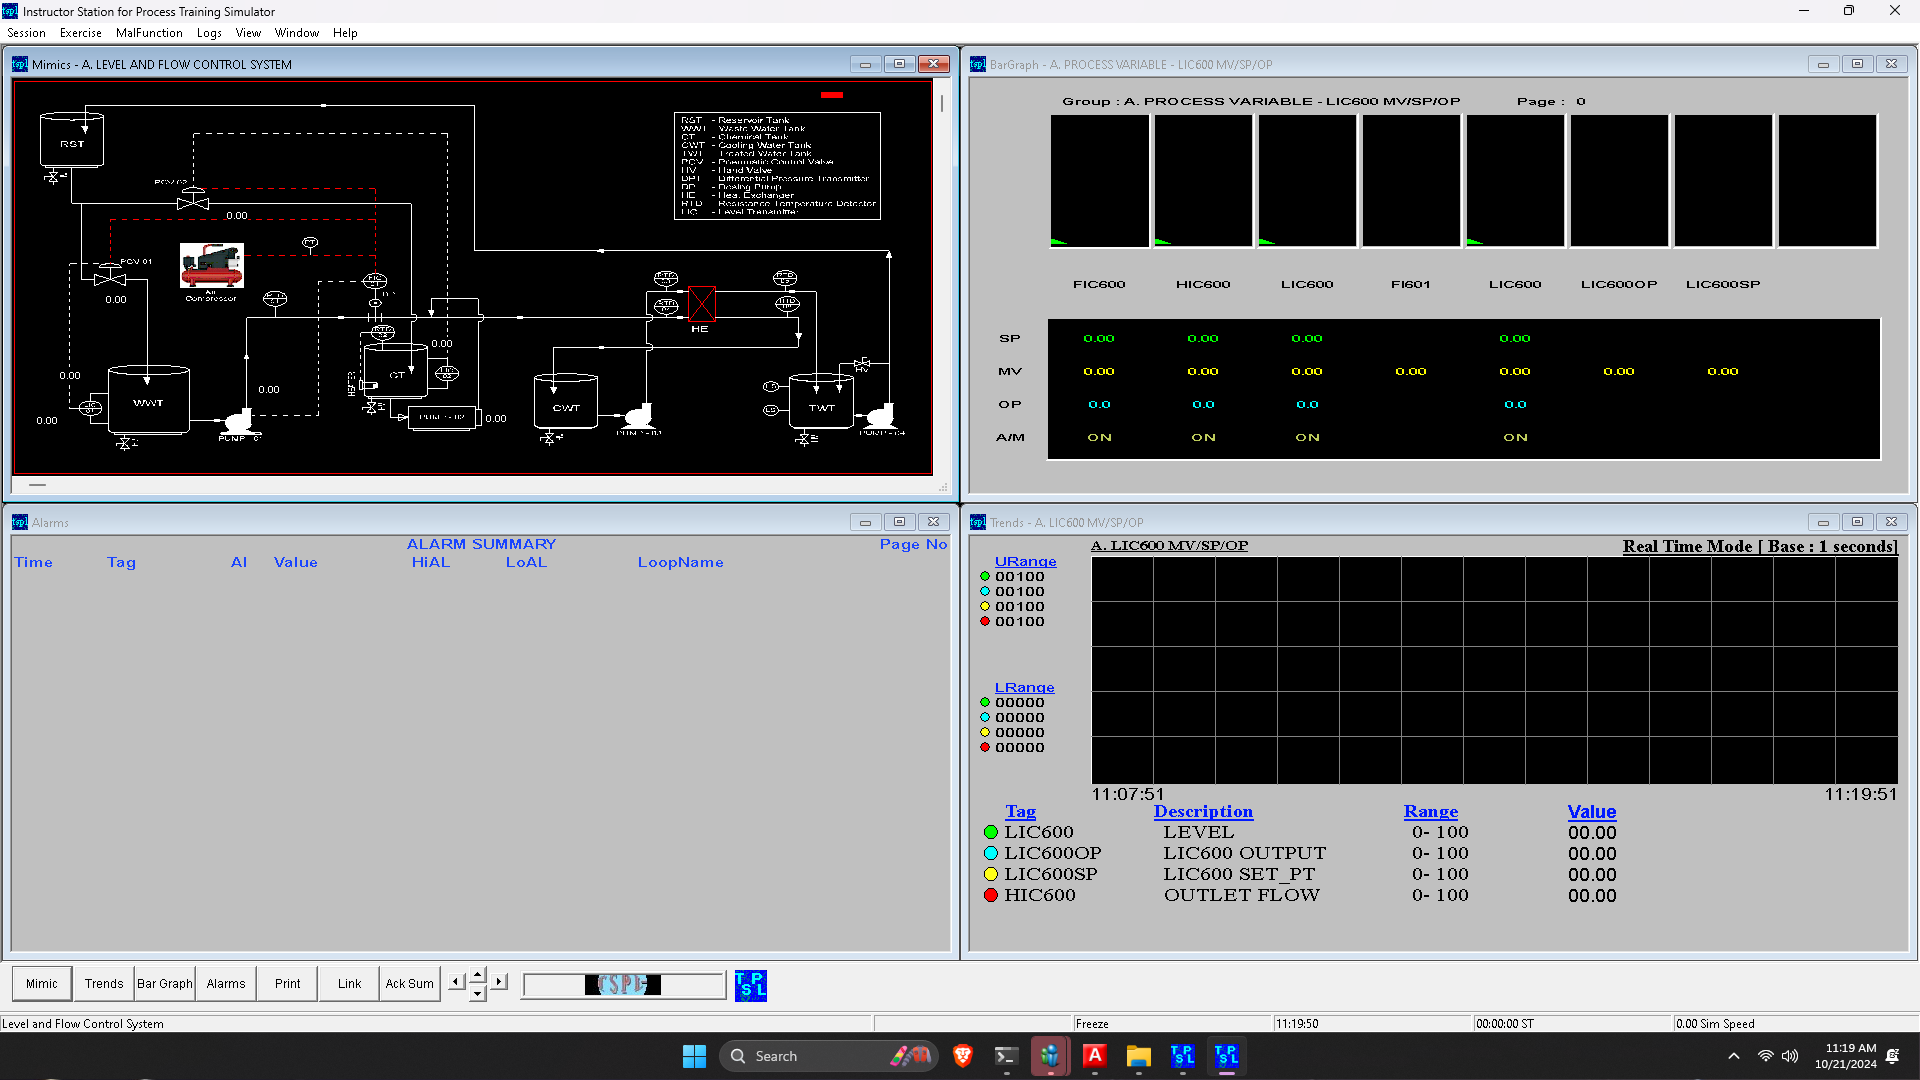 Instructor Station for Process Training Simulator
Session Exercise MalFunction Logs View Window Help
Mimics - A. LEVEL AND FLOW CONTROL SYSTEM
RST
RST - Reservoir Tank
WWT - Waste Water Tank
CT - Chemical Tank
CWT - Cooling Water Tank
TWT - Treated Water Tank
PCV - Pneumatic Control Valve
HV - Hand Valve
DPT - Differential Pressure Transmitter
DP - Dosing Pump
HE - Heat Exchanger
RTD - Resistance Temperature Detector
LIC - Level Transmitter
PCV 02
0.00
PCV 01
0.00
Air
Compressor
HE
0.00
0.00
0.00
0.00
0.00
HEATER
WWT
CT
CWT
TWT
HV
LS
LS
PUMP - 01
PUMP - 02
PUMP - 03
PUMP - 04
BarGraph - A. PROCESS VARIABLE - LIC600 MV/SP/OP
Group : A. PROCESS VARIABLE - LIC600 MV/SP/OP Page : 0
FIC600 HIC600 LIC600 FI601 LIC600 LIC600OP LIC600SP
SP 0.00 0.00 0.00 0.00
MV 0.00 0.00 0.00 0.00 0.00 0.00 0.00
OP 0.0 0.0 0.0 0.0
A/M ON ON ON ON
Alarms
ALARM SUMMARY Page No
Time Tag Al Value HiAL LoAL LoopName
Trends - A. LIC600 MV/SP/OP
A. LIC600 MV/SP/OP Real Time Mode [ Base : 1 seconds]
URange
00100
00100
00100
00100
LRange
00000
00000
00000
00000
11:07:51 11:19:51
Tag Description Range Value
LIC600 LEVEL 0- 100 00.00
LIC600OP LIC600 OUTPUT 0- 100 00.00
LIC600SP LIC600 SET_PT 0- 100 00.00
HIC600 OUTLET FLOW 0- 100 00.00
Mimic Trends Bar Graph Alarms Print Link Ack Sum
TSPL
Level and Flow Control System Freeze 11:19:50 00:00:00 ST 0.00 Sim Speed
Search
11:19 AM
10/21/2024